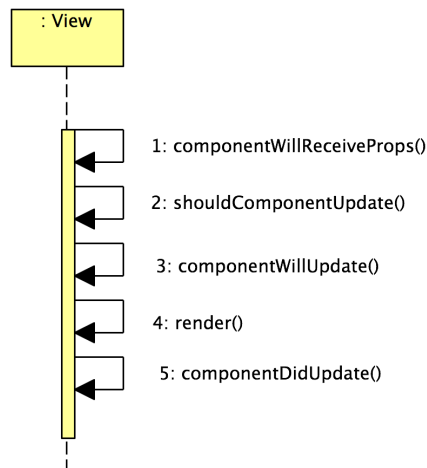 : View
1: componentWillReceiveProps()
2: shouldComponentUpdate()
3: componentWillUpdate()
4: render()
5: componentDidUpdate()